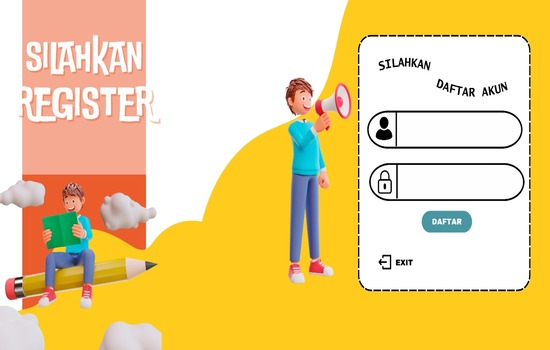 SILAHKAN
REGISTER
SILAHKAN
DAFTAR AKUN
DAFTAR
EXIT